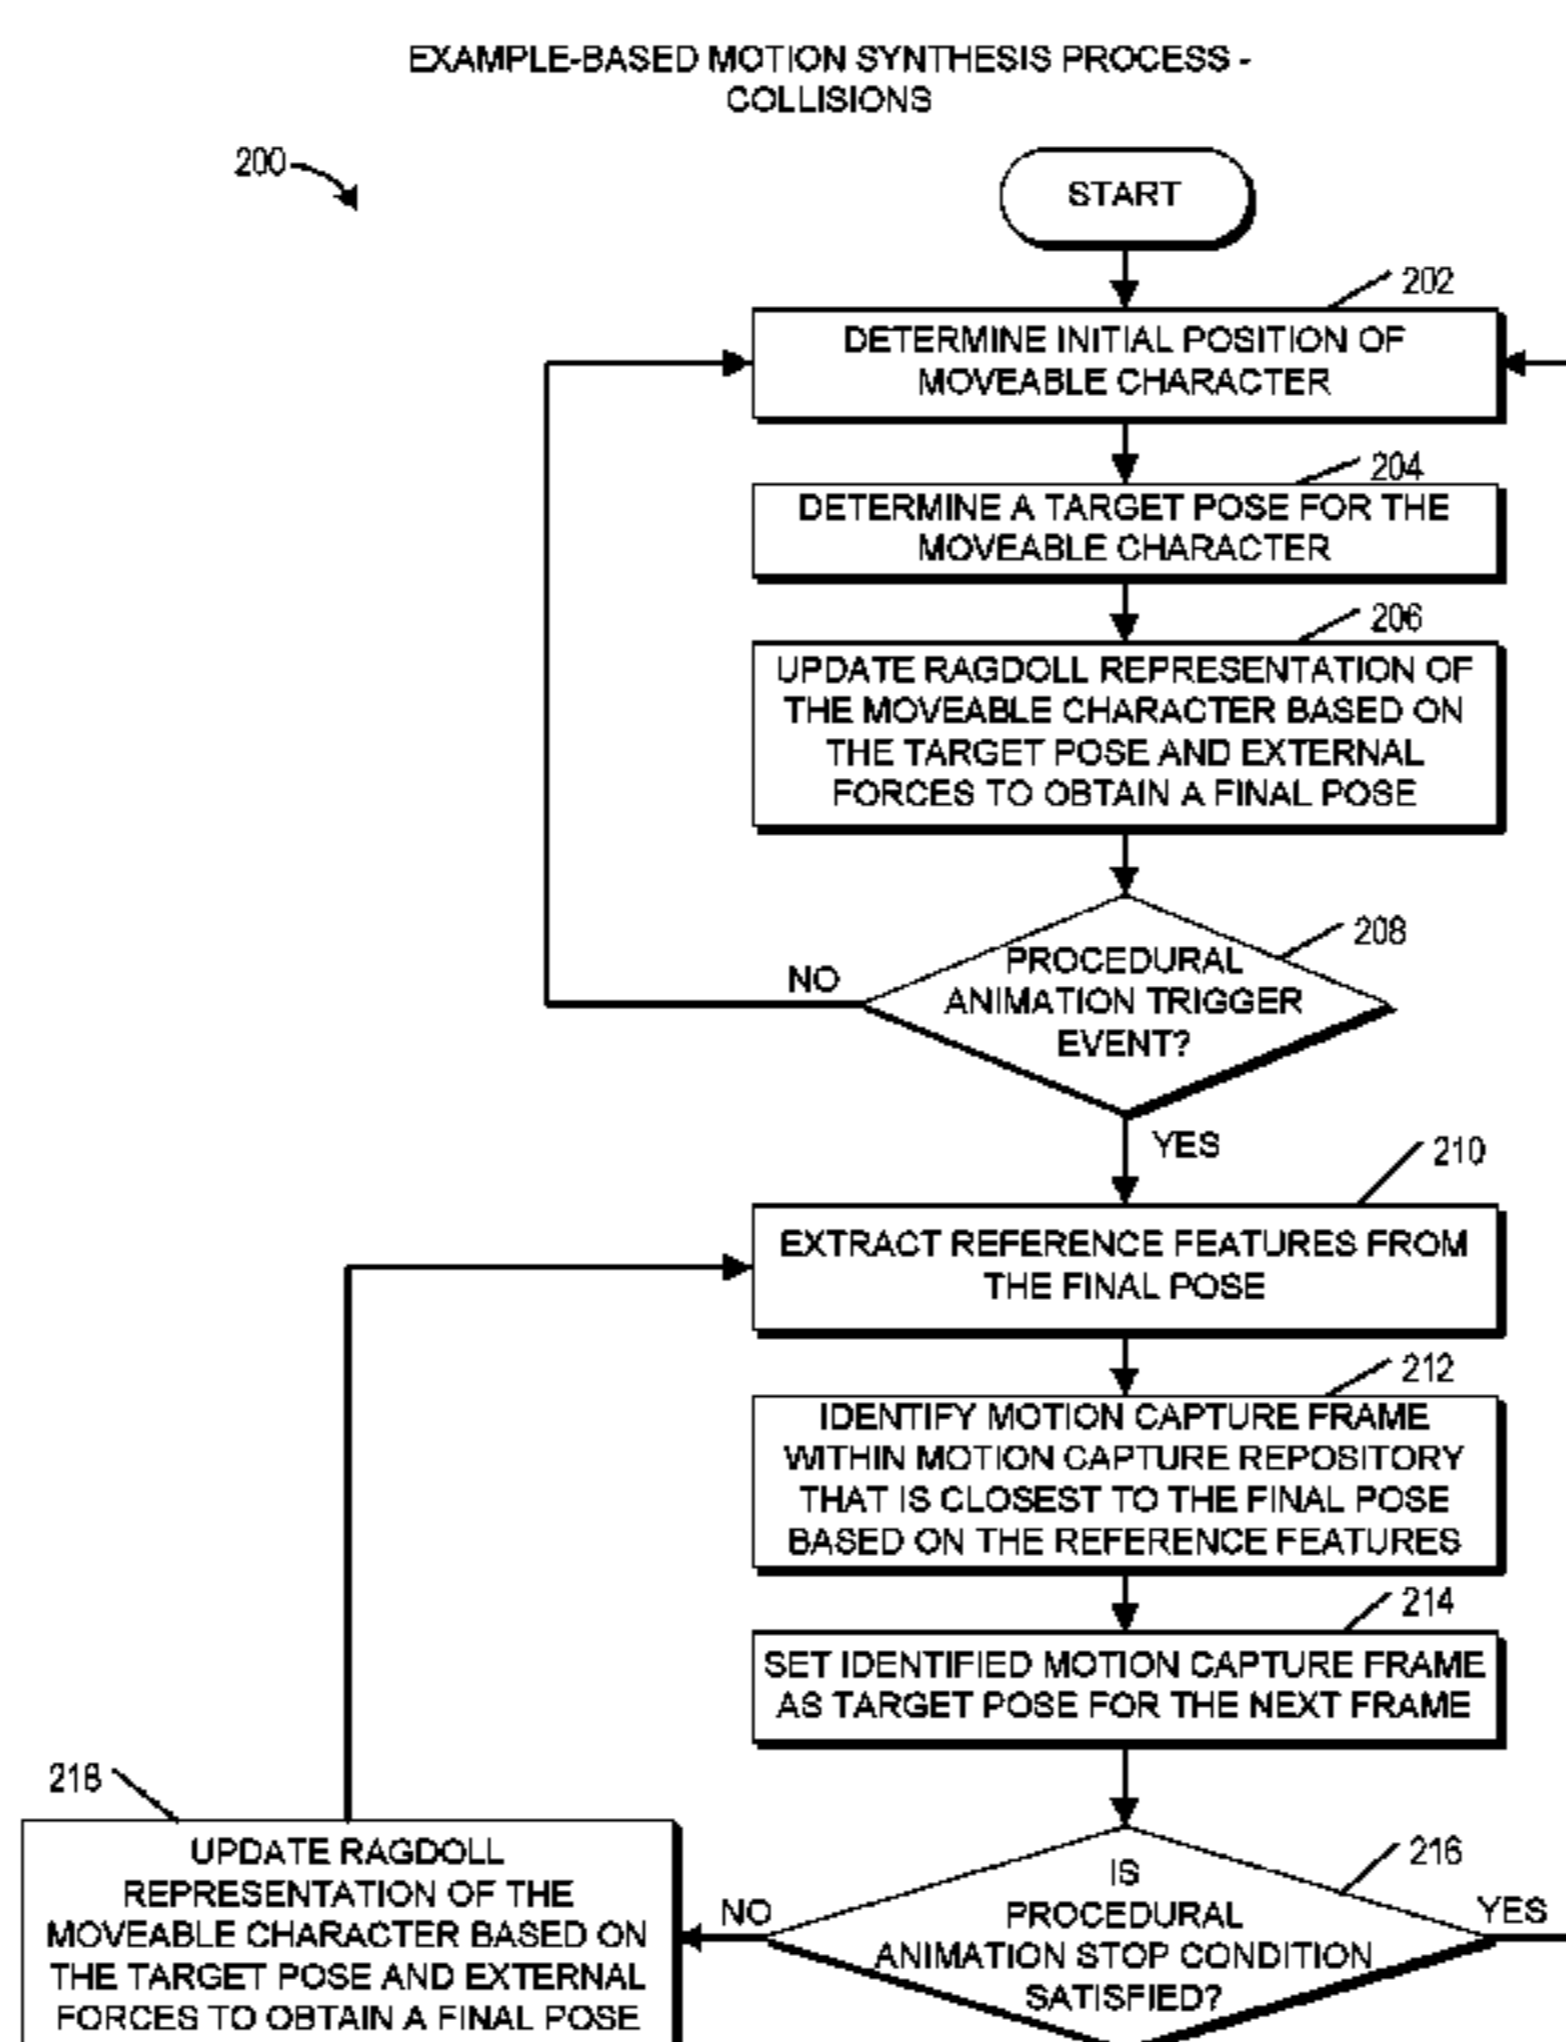 EXAMPLE-BASED MOTION SYNTHESIS PROCESS -
COLLISIONS
200
START
202
DETERMINE INITIAL POSITION OF
MOVEABLE CHARACTER
204
DETERMINE A TARGET POSE FOR THE
MOVEABLE CHARACTER
206
UPDATE RAGDOLL REPRESENTATION OF
THE MOVEABLE CHARACTER BASED ON
THE TARGET POSE AND EXTERNAL
FORCES TO OBTAIN A FINAL POSE
208
PROCEDURAL
ANIMATION TRIGGER
EVENT?
NO
YES
210
EXTRACT REFERENCE FEATURES FROM
THE FINAL POSE
212
IDENTIFY MOTION CAPTURE FRAME
WITHIN MOTION CAPTURE REPOSITORY
THAT IS CLOSEST TO THE FINAL POSE
BASED ON THE REFERENCE FEATURES
214
SET IDENTIFIED MOTION CAPTURE FRAME
AS TARGET POSE FOR THE NEXT FRAME
216
IS
PROCEDURAL
ANIMATION STOP CONDITION
SATISFIED?
NO
YES
218
UPDATE RAGDOLL
REPRESENTATION OF THE
MOVEABLE CHARACTER BASED ON
THE TARGET POSE AND EXTERNAL
FORCES TO OBTAIN A FINAL POSE